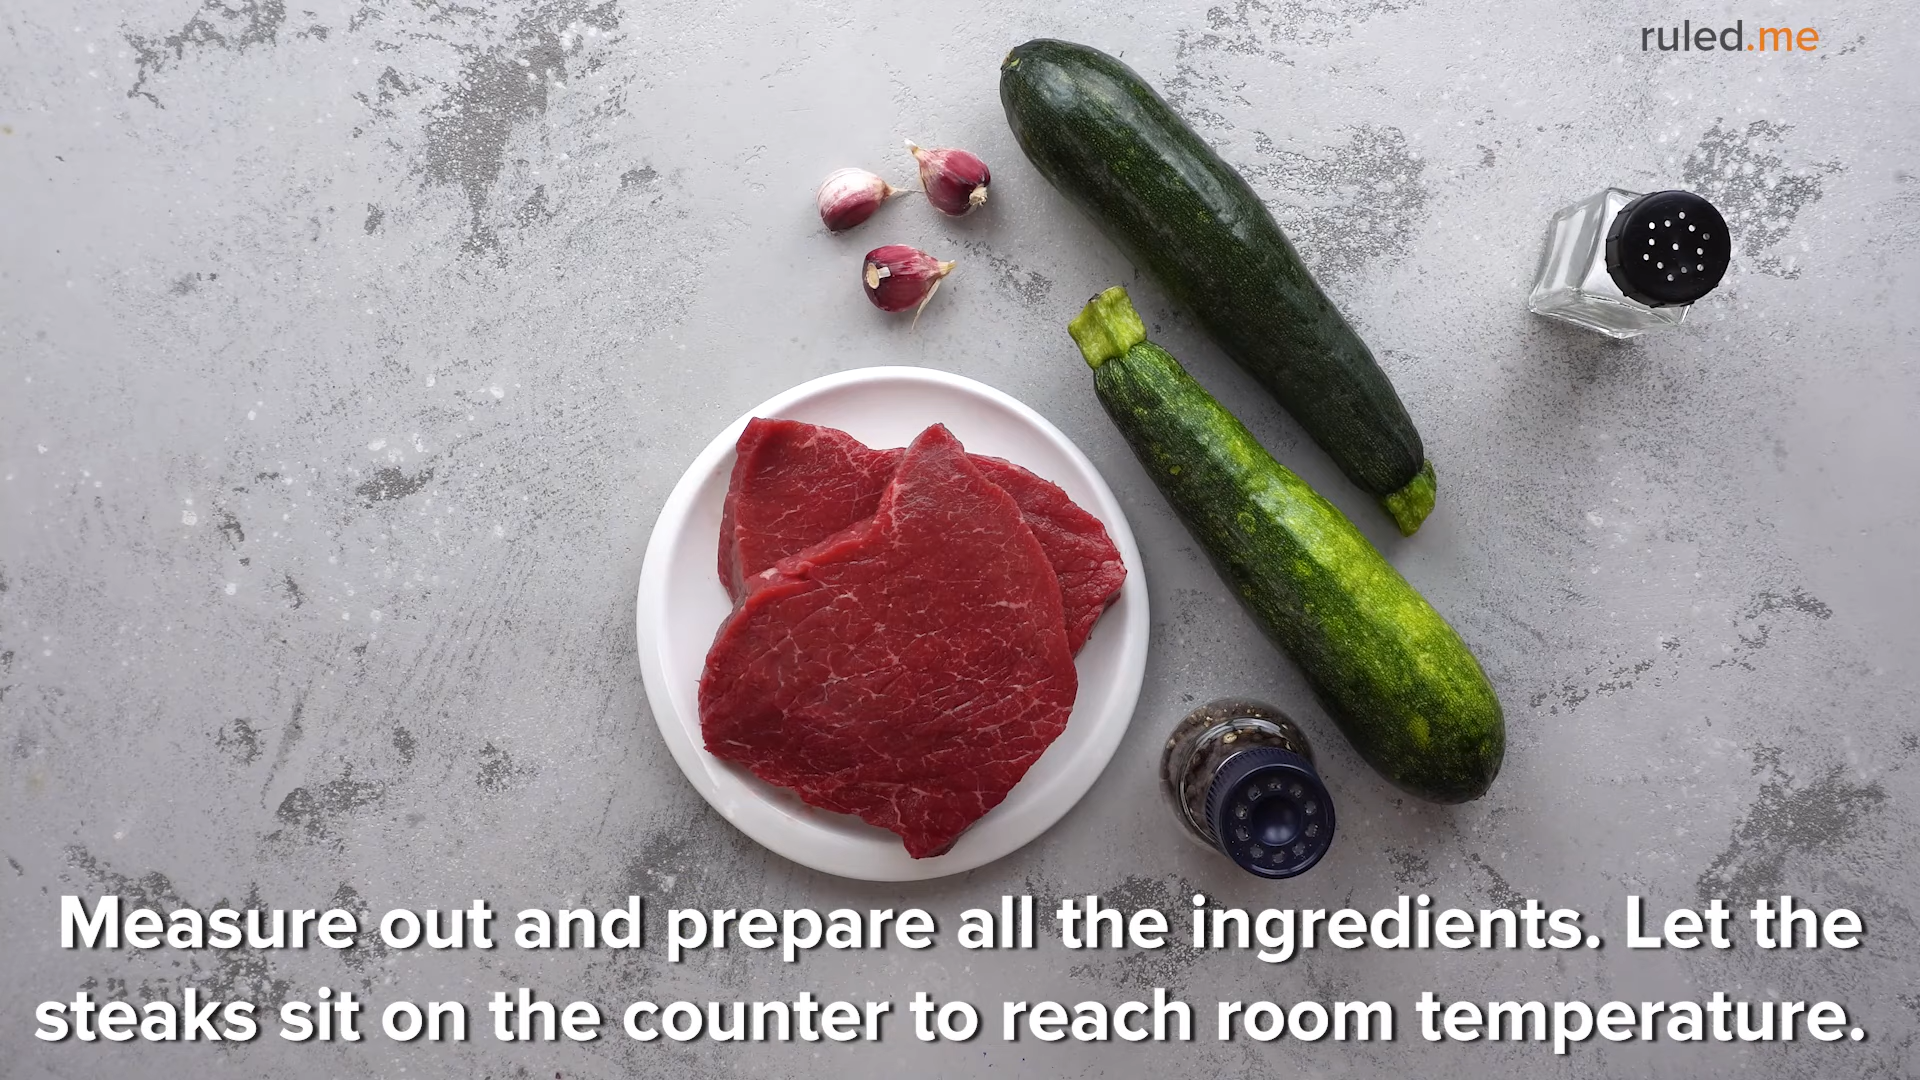 ruled.me
Measure out and prepare all the ingredients. Let the
steaks sit on the counter to reach room temperature.